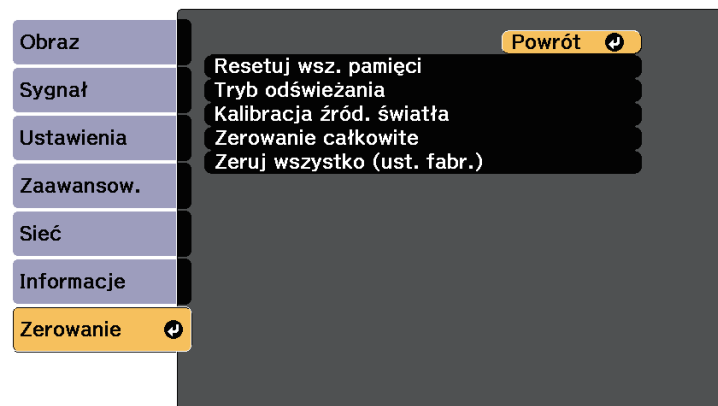 Obraz
Sygnał
Ustawienia
Zaawansow.
Sieć
Informacje
Zerowanie
Powrót
Resetuj wsz. pamięci
Tryb odświeżania
Kalibracja źród. światła
Zerowanie całkowite
Zeruj wszystko (ust. fabr.)